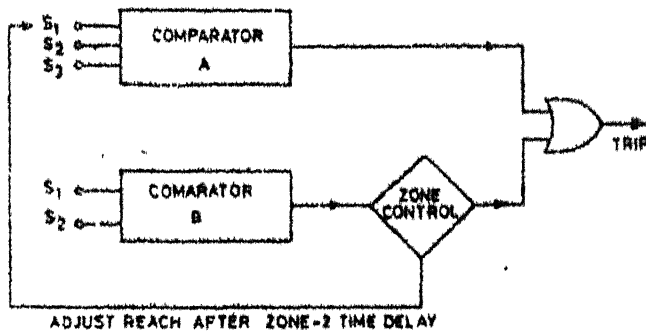 S1
S2
S3
COMPARATOR
A
TRIP
S1
S2
COMARATOR
B
ZONE
CONTROL
ADJUST REACH AFTER ZONE-2 TIME DELAY